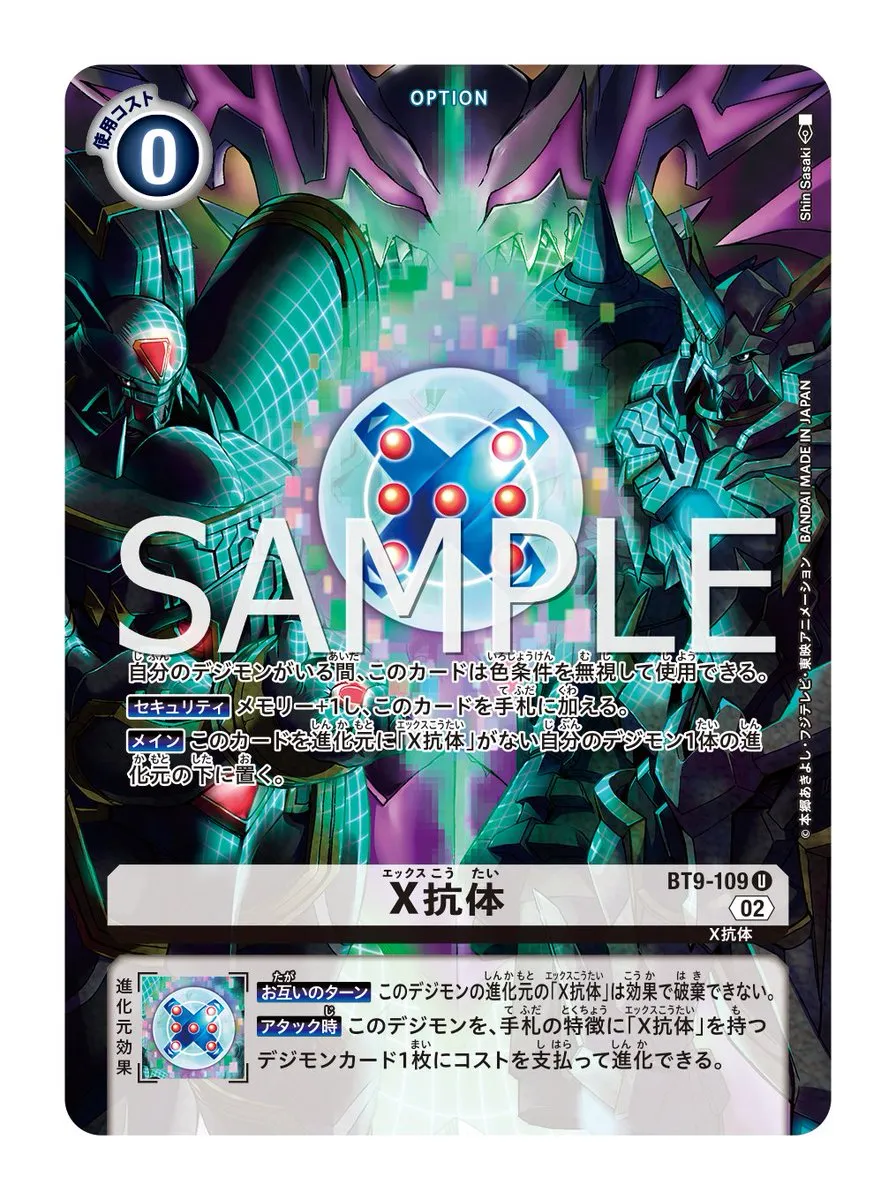 OPTION
使用コスト
0
Shin Sasaki
SAMPLE
自分のデジモンがいる間、このカードは色条件を無視して使用できる。
セキュリティ メモリー+1し、このカードを手札に加える。
メイン このカードを進化元に「X抗体」がない自分のデジモン1体の進
化元の下に置く。
©本郷あきよし・フジテレビ・東映アニメーション BANDAI MADE IN JAPAN
エックスこうたい
X抗体
BT9-109 U
02
X抗体
進化元効果
お互いのターン このデジモンの進化元の「X抗体」は効果で破棄できない。
アタック時 このデジモンを、手札の特徴に「X抗体」を持つ
デジモンカード1枚にコストを支払って進化できる。